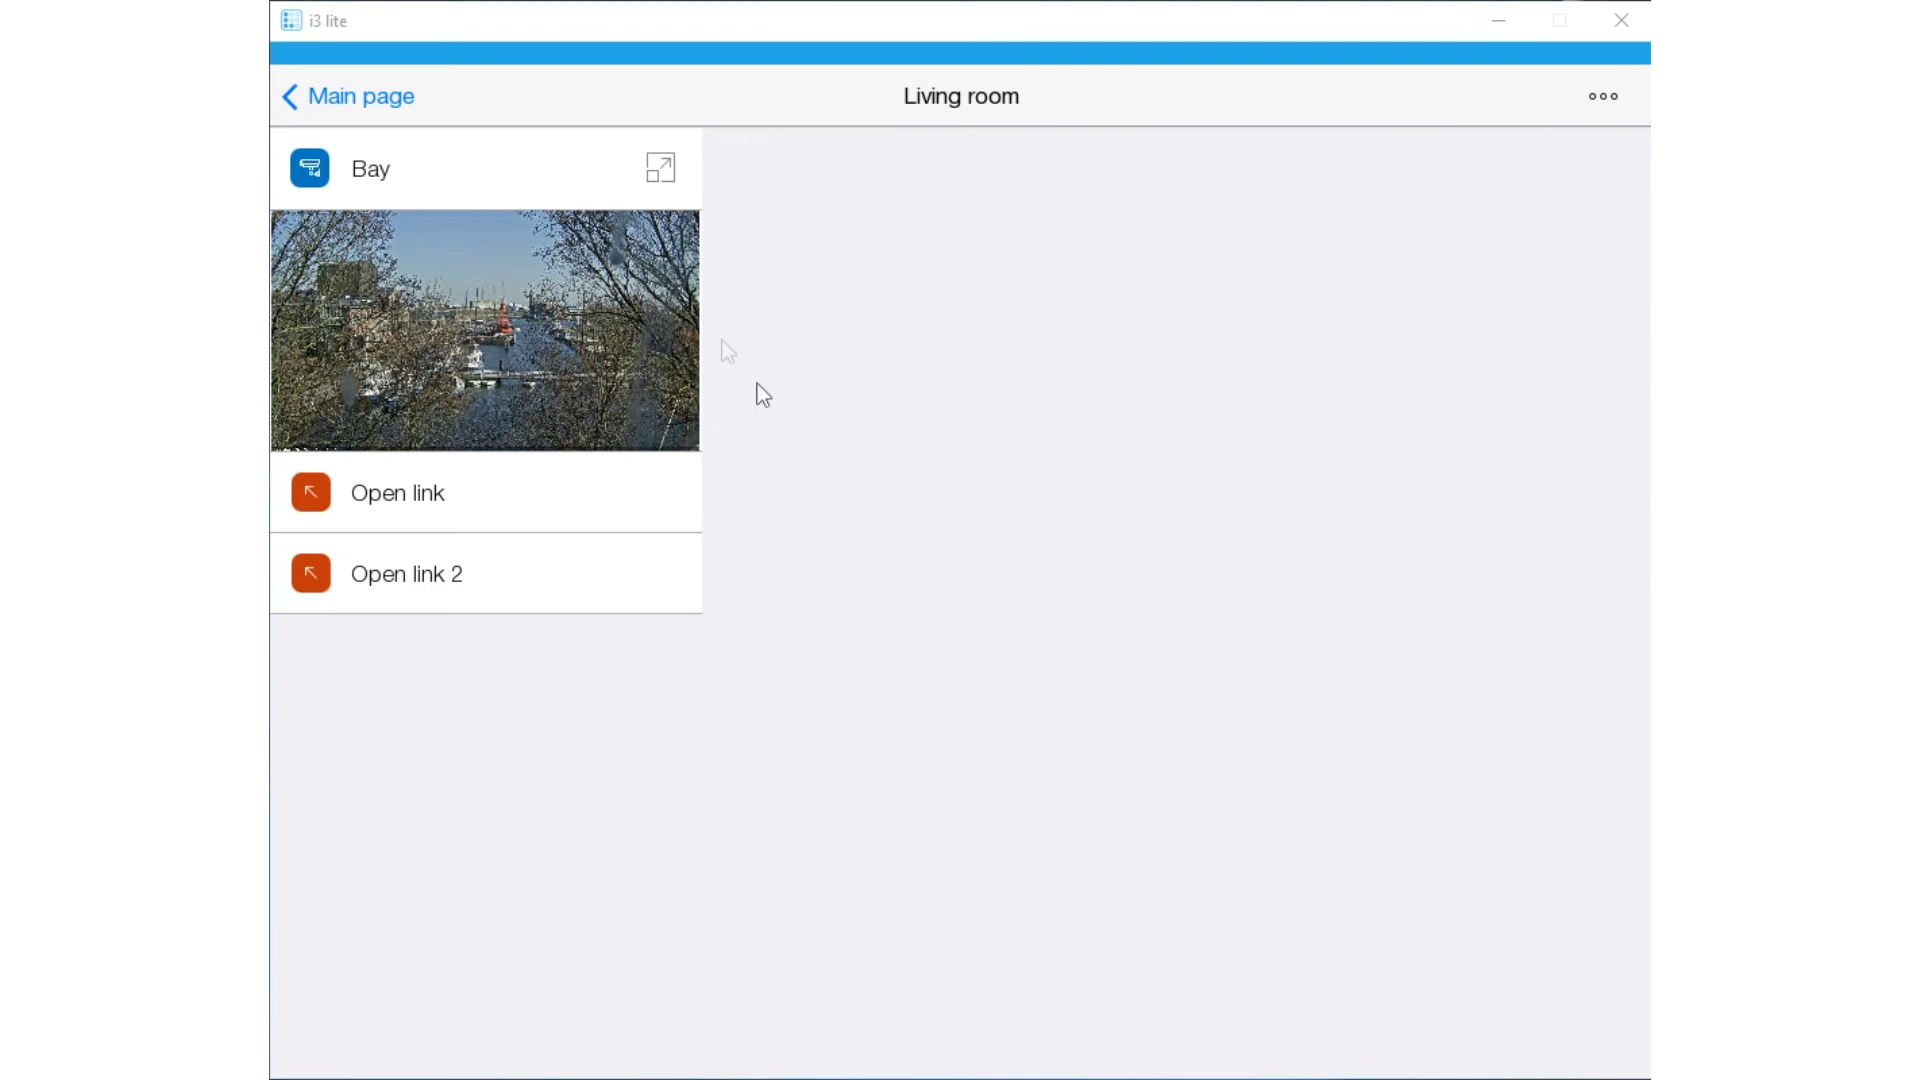 i3 lite
Main page
Living room
Bay
Open link
Open link 2